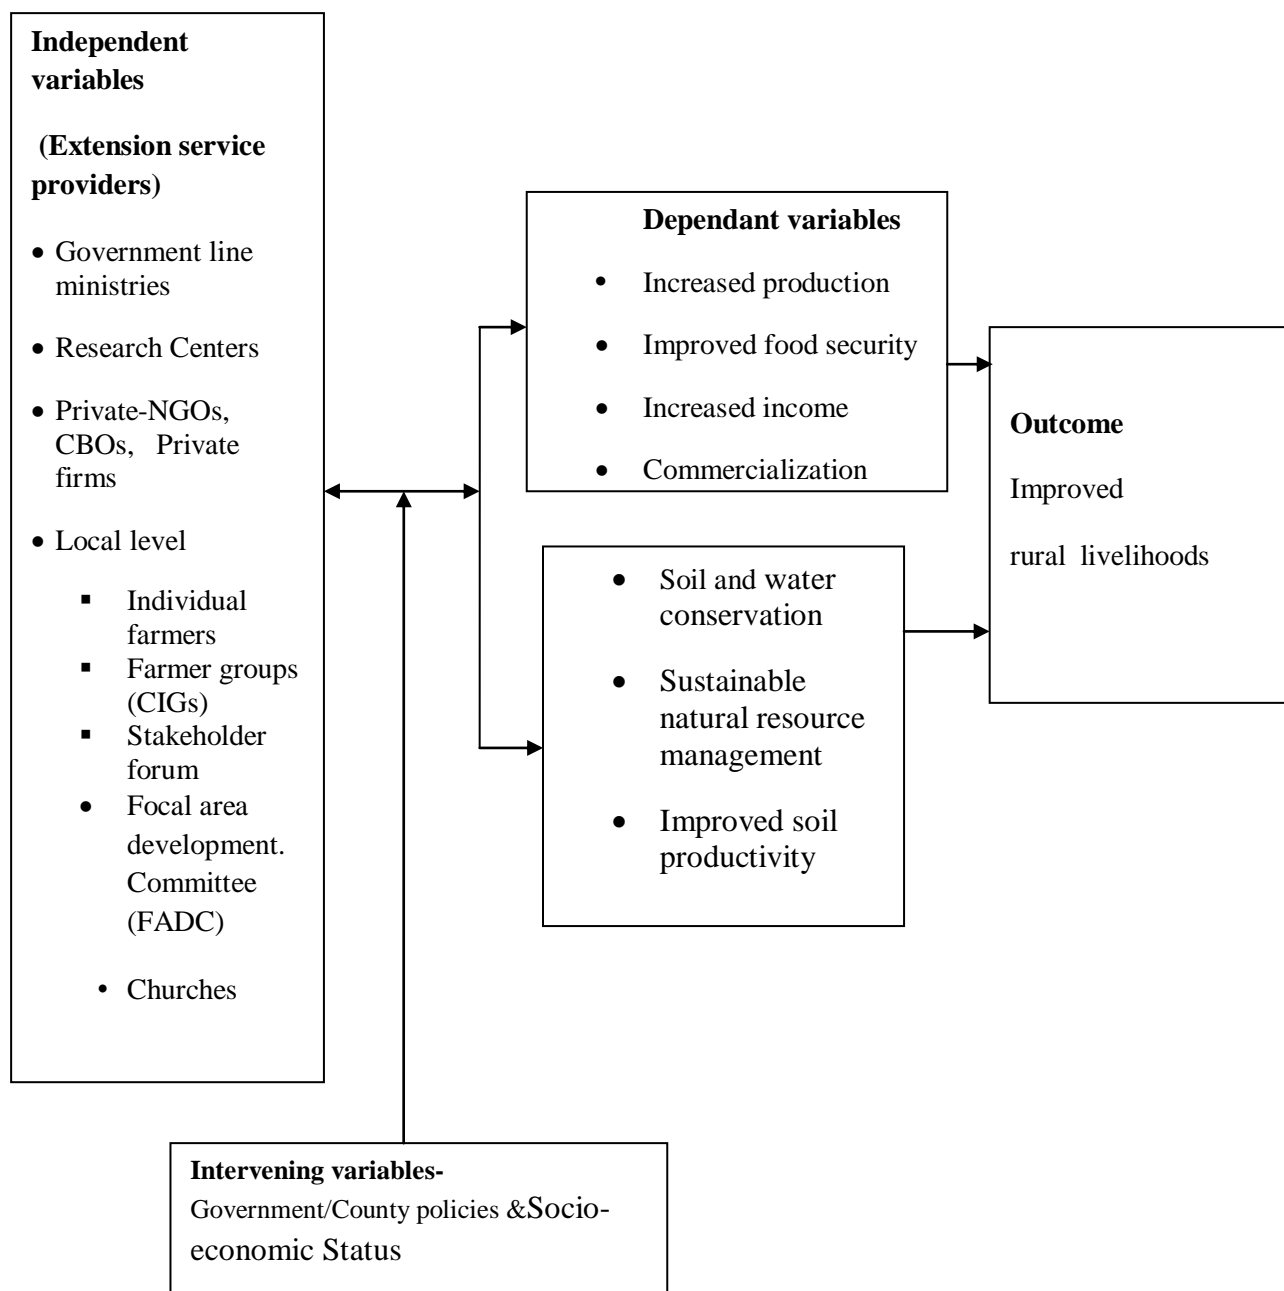 Independent
variables
(Extension service
providers)
• Government line
ministries
• Research Centers
• Private-NGOs,
CBOs, Private
firms
• Local level
▪ Individual
farmers
▪ Farmer groups
(CIGs)
▪ Stakeholder
forum
• Focal area
development.
Committee
(FADC)
• Churches
Dependant variables
• Increased production
• Improved food security
• Increased income
• Commercialization
• Soil and water
conservation
• Sustainable
natural resource
management
• Improved soil
productivity
Outcome
Improved
rural livelihoods
Intervening variables-
Government/County policies &Socio-
economic Status